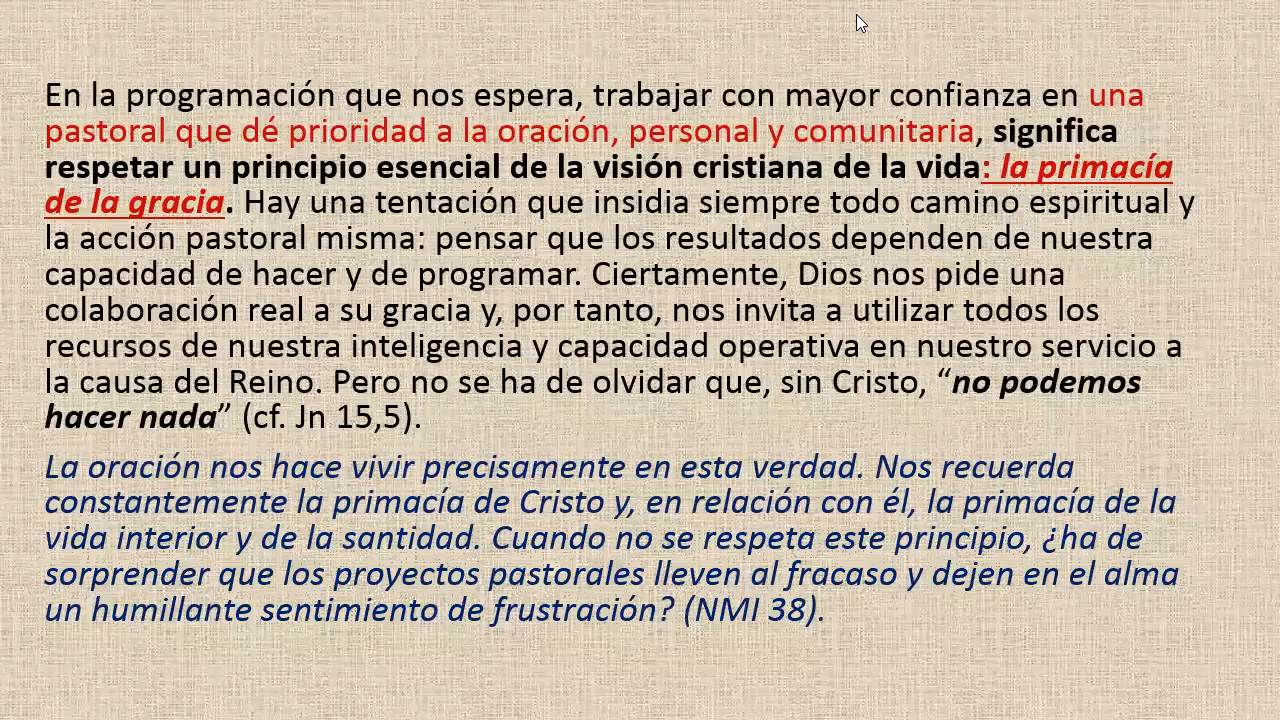 En la programación que nos espera, trabajar con mayor confianza en una
pastoral que dé prioridad a la oración, personal y comunitaria, significa
respetar un principio esencial de la visión cristiana de la vida: la primacía
de la gracia. Hay una tentación que insidia siempre todo camino espiritual y
la acción pastoral misma: pensar que los resultados dependen de nuestra
capacidad de hacer y de programar. Ciertamente, Dios nos pide una
colaboración real a su gracia y, por tanto, nos invita a utilizar todos los
recursos de nuestra inteligencia y capacidad operativa en nuestro servicio a
la causa del Reino. Pero no se ha de olvidar que, sin Cristo, “no podemos
hacer nada” (cf. Jn 15,5).
La oración nos hace vivir precisamente en esta verdad. Nos recuerda
constantemente la primacía de Cristo y, en relación con él, la primacía de la
vida interior y de la santidad. Cuando no se respeta este principio, ¿ha de
sorprender que los proyectos pastorales lleven al fracaso y dejen en el alma
un humillante sentimiento de frustración? (NMI 38).